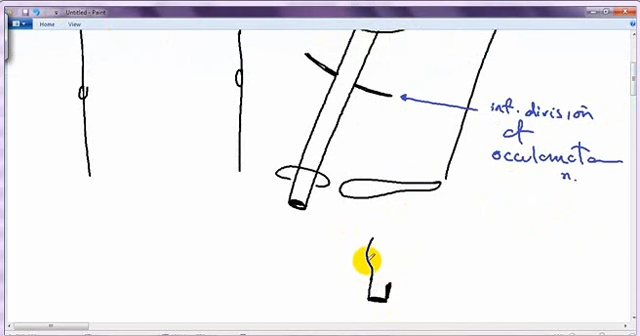 Untitled - Paint
Home View
inf. division
of
occulomotor
n.